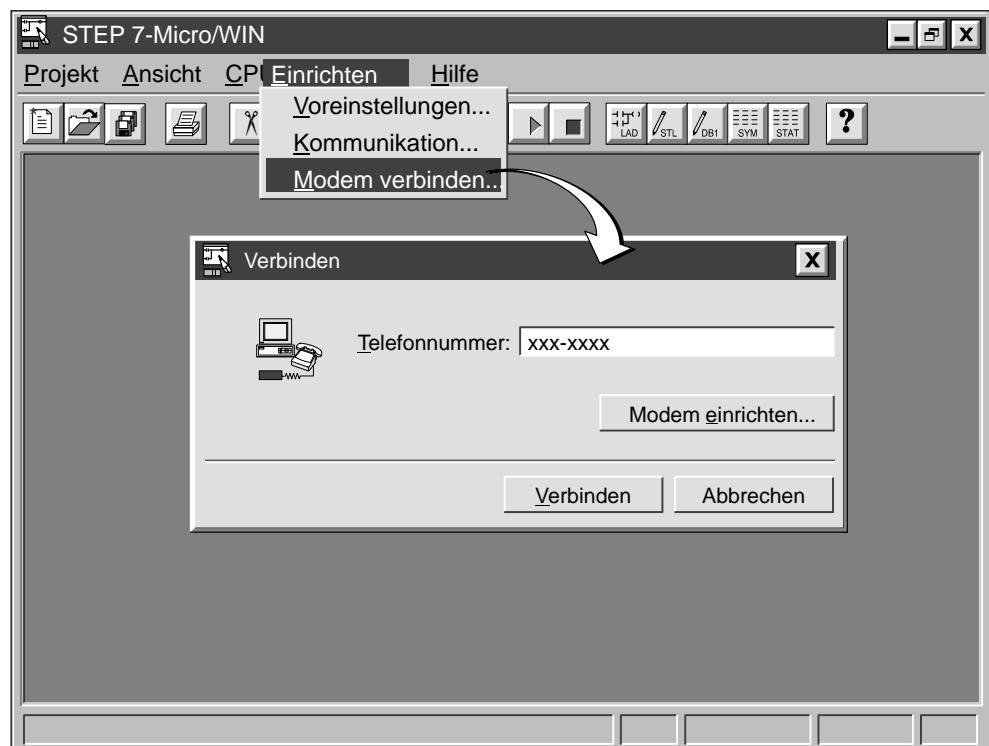 STEP 7-Micro/WIN
Projekt Ansicht CPU Einrichten Hilfe
Voreinstellungen...
Kommunikation...
Modem verbinden...
LAD STL DB1 SYM STAT ?
Verbinden
Telefonnummer: xxx-xxxx
Modem einrichten...
Verbinden Abbrechen